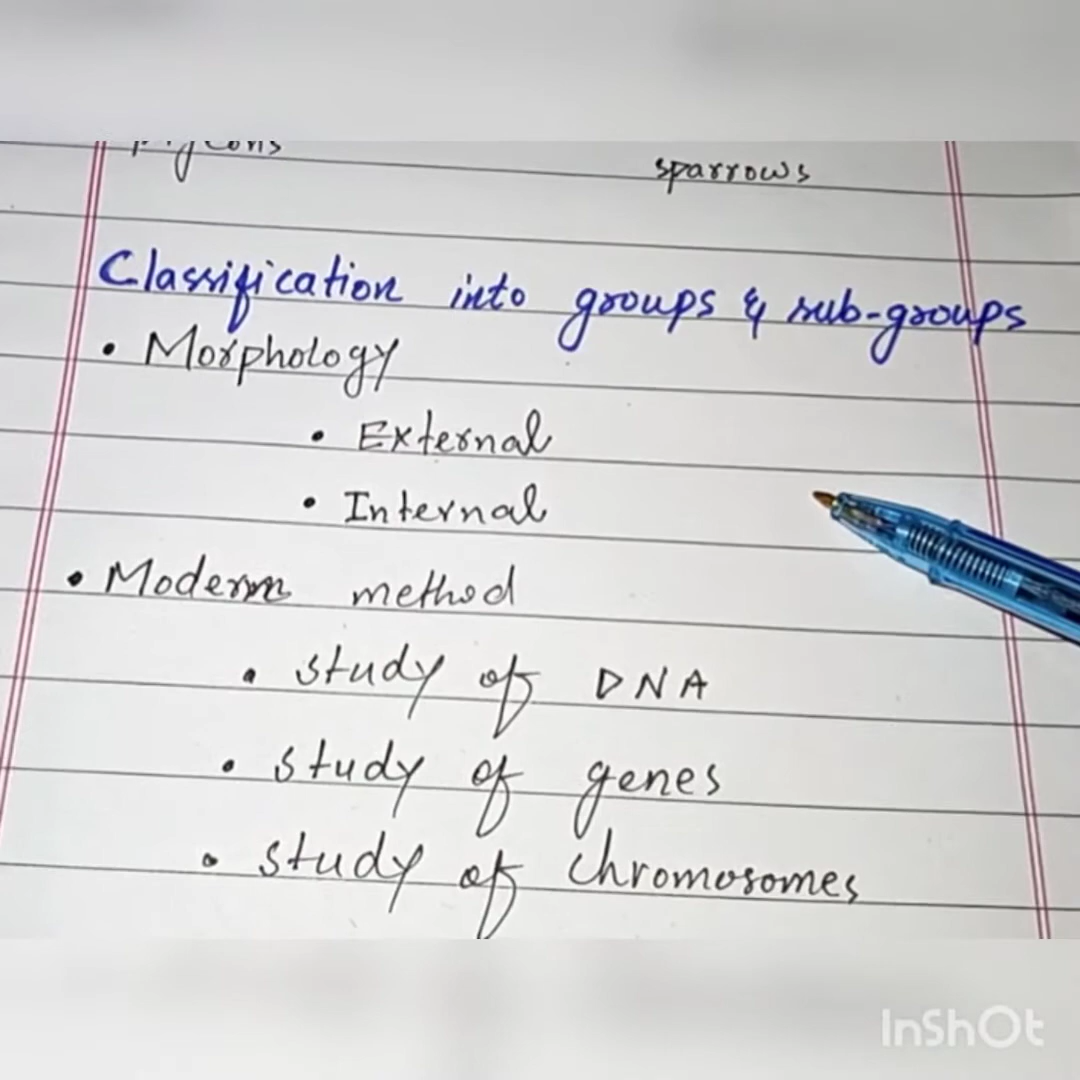 pigeons
sparrows
Classification into groups & sub-groups
• Morphology
• External
• Internal
• Modern method
• study of DNA
• study of genes
• study of chromosomes
InShOt